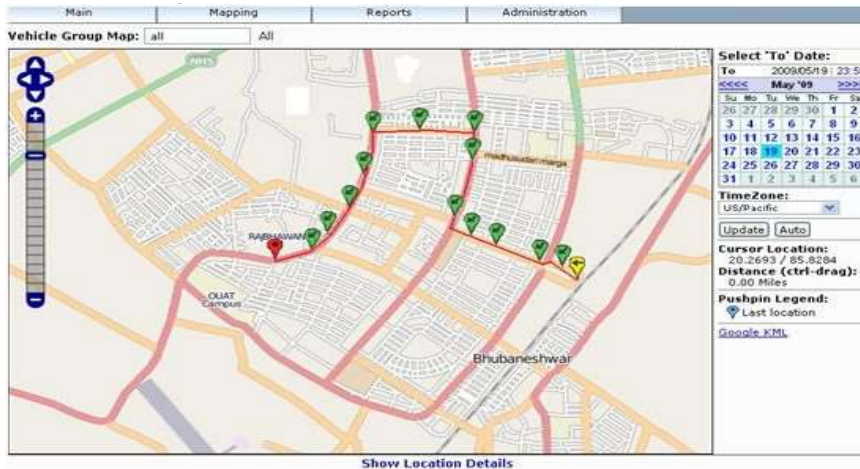 Main Mapping Reports Administration
Vehicle Group Map: all All
NH5
madhusudan marga
RAJBHAWAN
OUAT
Campus
Bhubaneshwar
Select 'To' Date:
To 2009/05/19 23:59
<<<< May '09 >>>>
Su Mo Tu We Th Fr Sa
26 27 28 29 30 1 2
3 4 5 6 7 8 9
10 11 12 13 14 15 16
17 18 19 20 21 22 23
24 25 26 27 28 29 30
31 1 2 3 4 5 6
TimeZone:
US/Pacific
Update Auto
Cursor Location:
20.2693 / 85.8284
Distance (ctrl-drag):
0.00 Miles
Pushpin Legend:
Last location
Google KML
Show Location Details